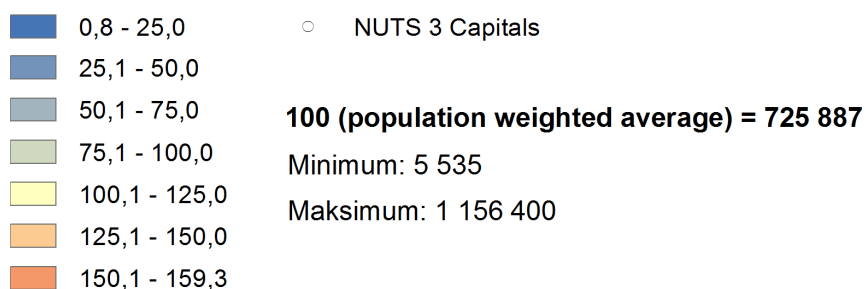 0,8 - 25,0
25,1 - 50,0
50,1 - 75,0
75,1 - 100,0
100,1 - 125,0
125,1 - 150,0
150,1 - 159,3
NUTS 3 Capitals
100 (population weighted average) = 725 887
Minimum: 5 535
Maksimum: 1 156 400